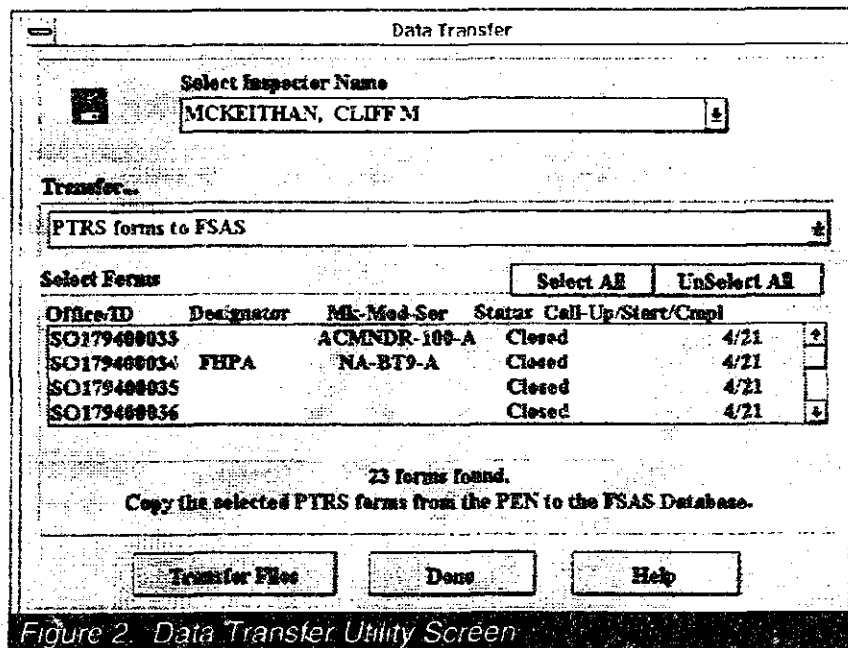 Data Transfer
Select Inspector Name
MCKEITHAN, CLIFF M
Transfer...
PTRS forms to FSAS
Select Forms
Select All UnSelect All
Office/ID Designator Mk-Mod-Ser Status Call-Up/Start/Cmpl
SO179400033 ACMNDR-100-A Closed 4/21
SO179400034 FHPA NA-BT9-A Closed 4/21
SO179400035 Closed 4/21
SO179400036 Closed 4/21
23 forms found.
Copy the selected PTRS forms from the PEN to the FSAS Database.
Transfer Files Done Help
Figure 2. Data Transfer Utility Screen